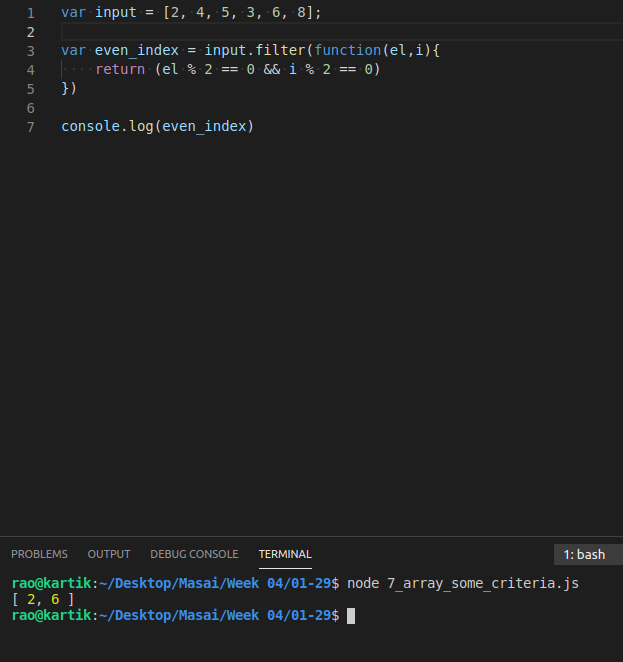 1 var input = [2, 4, 5, 3, 6, 8];
2
3 var even_index = input.filter(function(el,i){
4     return (el % 2 == 0 && i % 2 == 0)
5 })
6
7 console.log(even_index)
PROBLEMS OUTPUT DEBUG CONSOLE TERMINAL 1: bash
rao@kartik:~/Desktop/Masai/Week 04/01-29$ node 7_array_some_criteria.js
[ 2, 6 ]
rao@kartik:~/Desktop/Masai/Week 04/01-29$